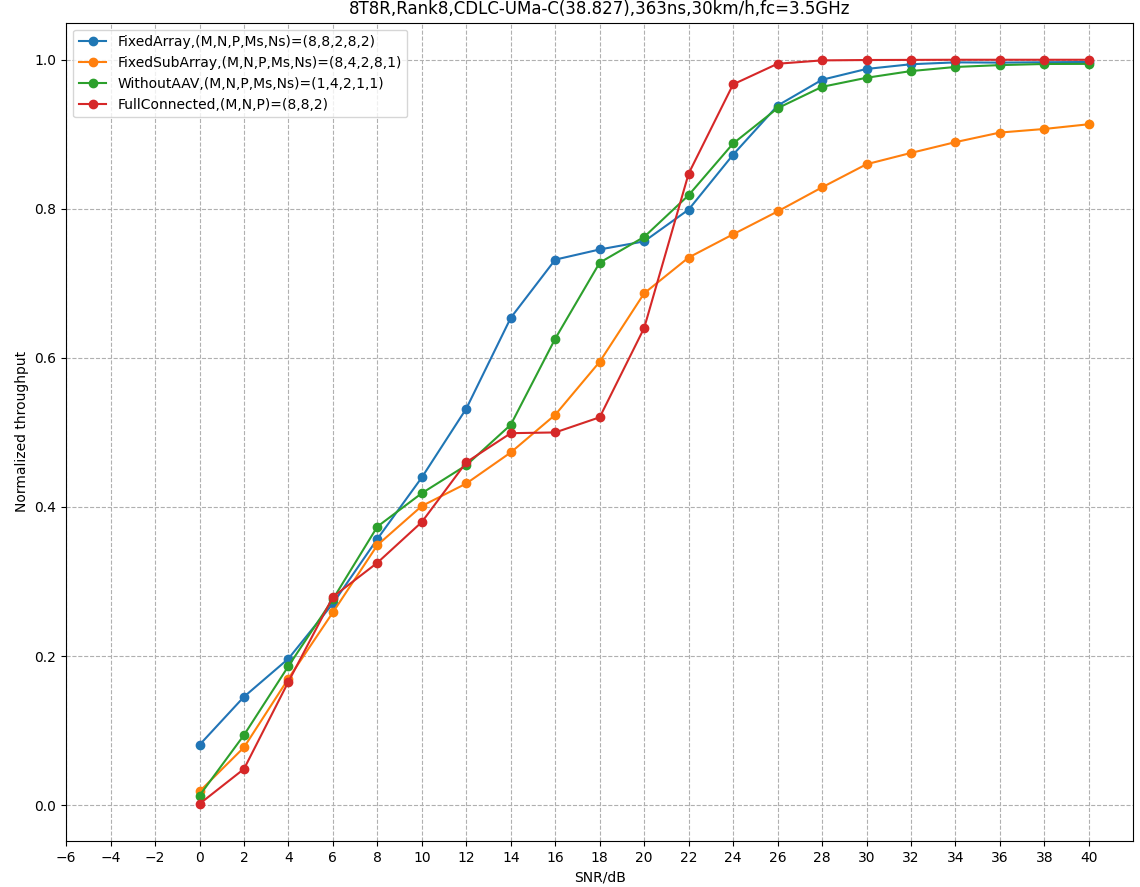 8T8R,Rank8,CDLC-UMa-C(38.827),363ns,30km/h,fc=3.5GHz
FixedArray,(M,N,P,Ms,Ns)=(8,8,2,8,2)
FixedSubArray,(M,N,P,Ms,Ns)=(8,4,2,8,1)
WithoutAAV,(M,N,P,Ms,Ns)=(1,4,2,1,1)
FullConnected,(M,N,P)=(8,8,2)
1.0
0.8
0.6
0.4
0.2
0.0
Normalized throughput
−6 −4 −2 0 2 4 6 8 10 12 14 16 18 20 22 24 26 28 30 32 34 36 38 40
SNR/dB